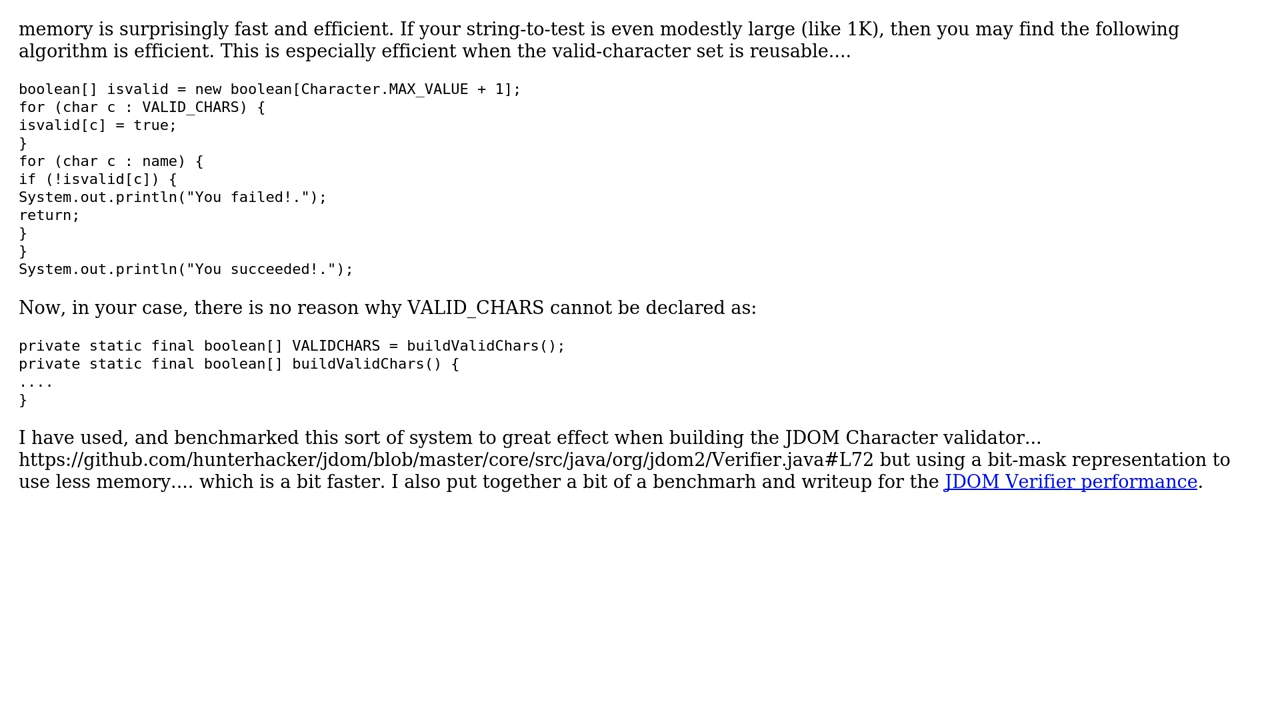 memory is surprisingly fast and efficient. If your string-to-test is even modestly large (like 1K), then you may find the following
algorithm is efficient. This is especially efficient when the valid-character set is reusable....
boolean[] isvalid = new boolean[Character.MAX_VALUE + 1];
for (char c : VALID_CHARS) {
isvalid[c] = true;
}
for (char c : name) {
if (!isvalid[c]) {
System.out.println("You failed!.");
return;
}
}
System.out.println("You succeeded!.");
Now, in your case, there is no reason why VALID_CHARS cannot be declared as:
private static final boolean[] VALIDCHARS = buildValidChars();
private static final boolean[] buildValidChars() {
....
}
I have used, and benchmarked this sort of system to great effect when building the JDOM Character validator...
https://github.com/hunterhacker/jdom/blob/master/core/src/java/org/jdom2/Verifier.java#L72 but using a bit-mask representation to
use less memory.... which is a bit faster. I also put together a bit of a benchmarh and writeup for the JDOM Verifier performance.